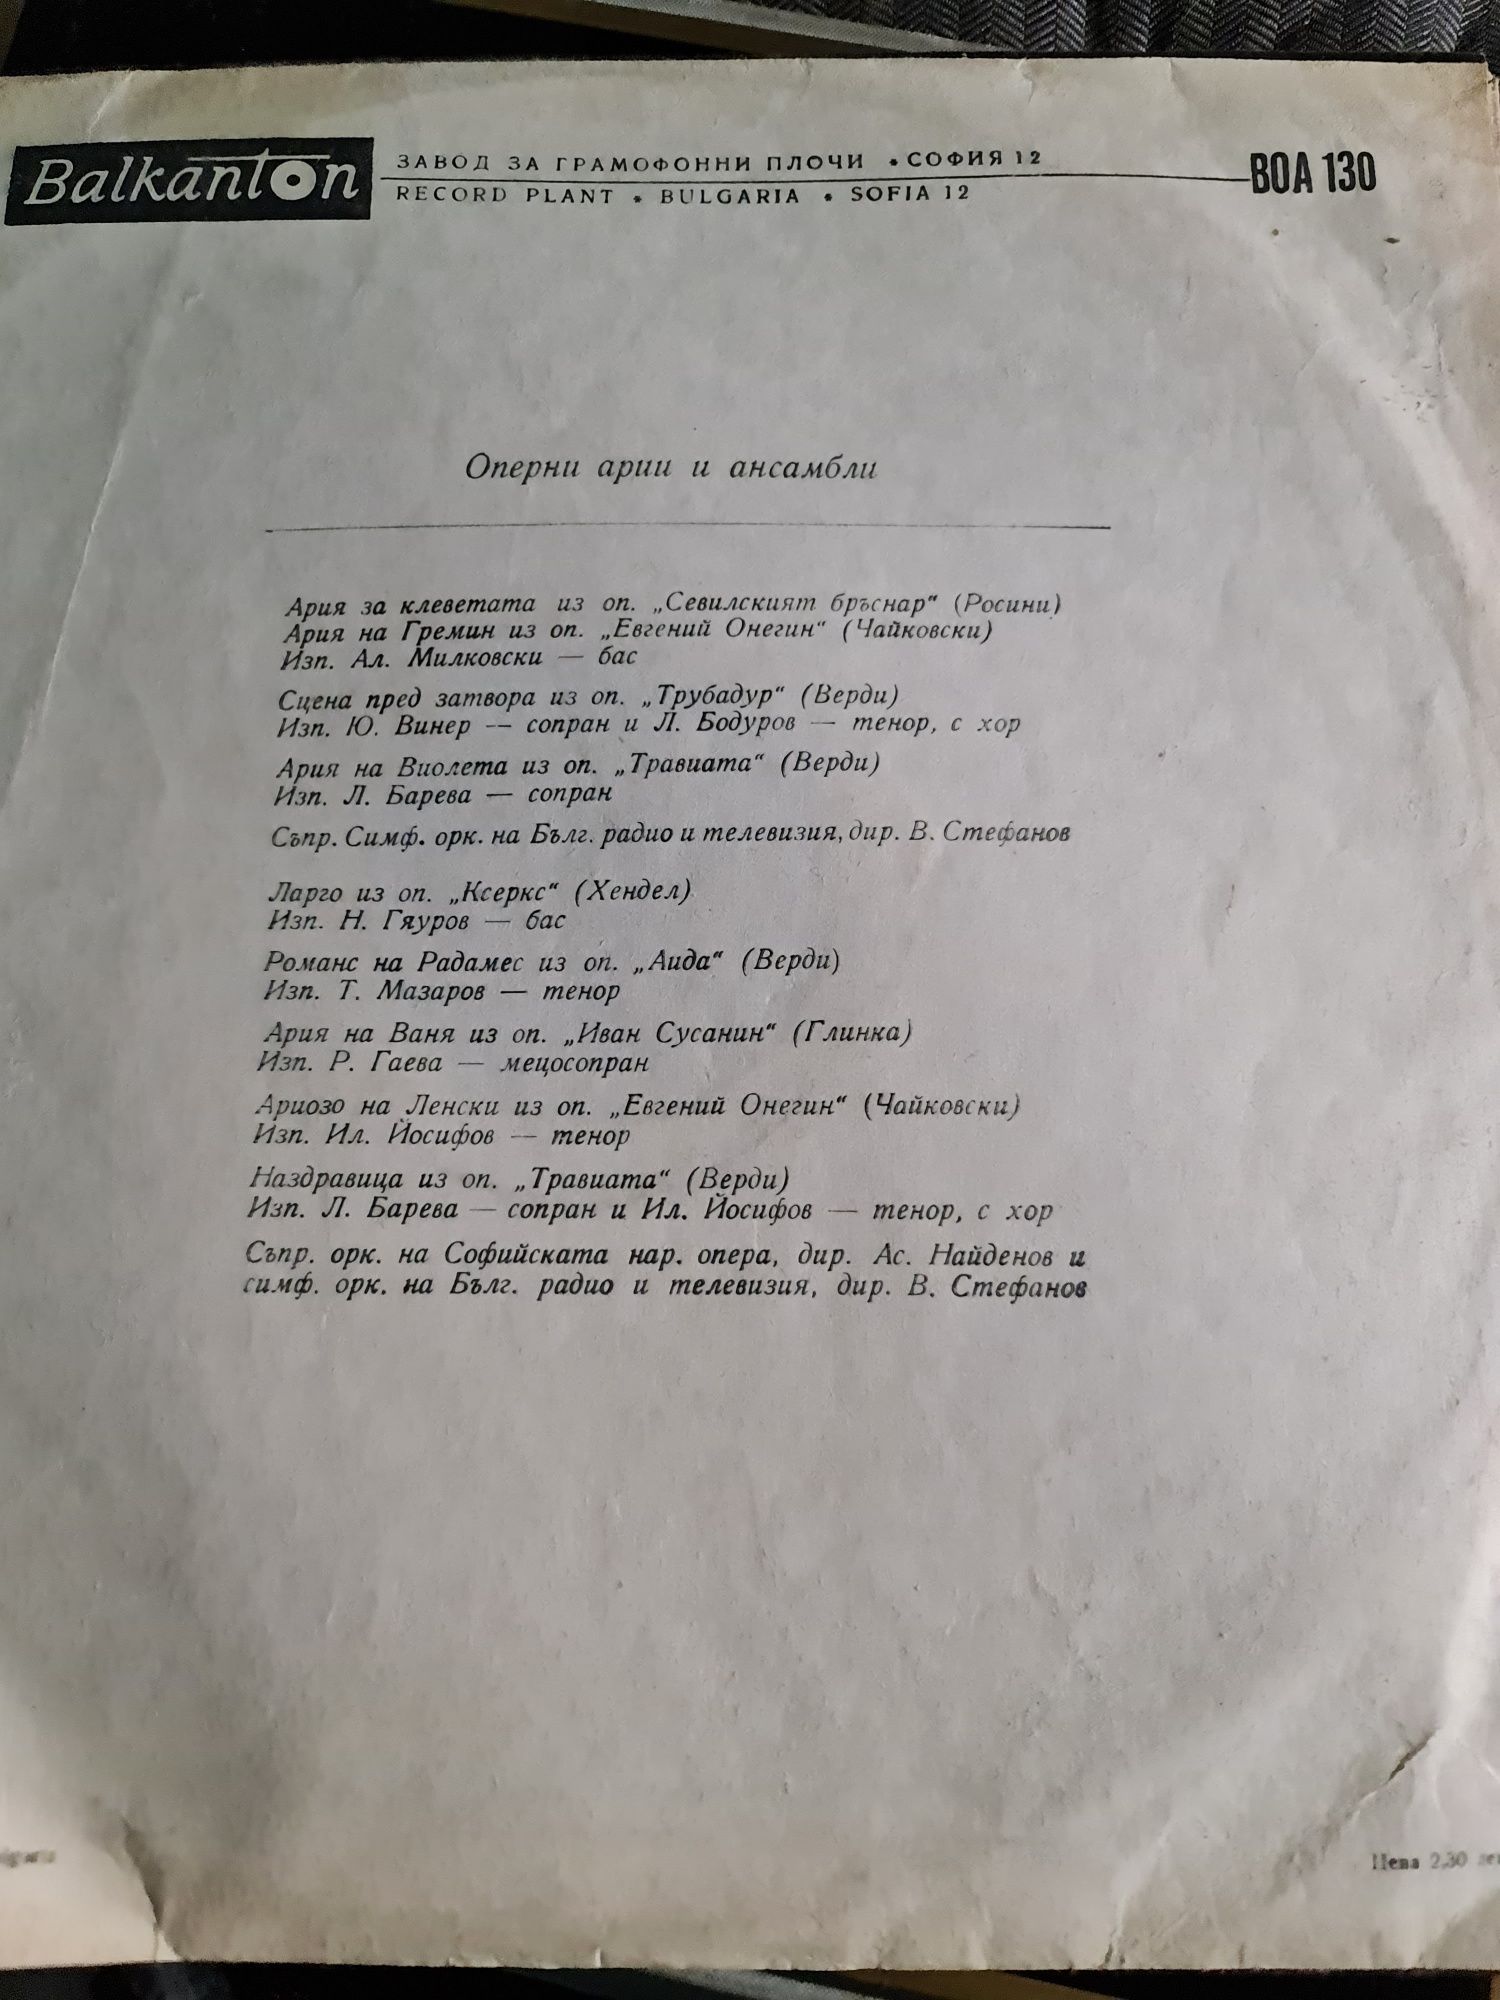 Balkanton
ЗАВОД ЗА ГРАМОФОННИ ПЛОЧИ • СОФИЯ 12
RECORD PLANT • BULGARIA • SOFIA 12
ВОА 130
Оперни арии и ансамбли
Ария за клеветата из оп. „Севилският бръснар“ (Росини)
Ария на Гремин из оп. „Евгений Онегин“ (Чайковски)
Изп. Ал. Милковски — бас
Сцена пред затвора из оп. „Трубадур“ (Верди)
Изп. Ю. Винер — сопран и Л. Бодуров — тенор, с хор
Ария на Виолета из оп. „Травиата“ (Верди)
Изп. Л. Барева — сопран
Съпр. Симф. орк. на Бълг. радио и телевизия, дир. В. Стефанов
Ларго из оп. „Ксеркс“ (Хендел)
Изп. Н. Гяуров — бас
Романс на Радамес из оп. „Аида“ (Верди)
Изп. Т. Мазаров — тенор
Ария на Ваня из оп. „Иван Сусанин“ (Глинка)
Изп. Р. Гаева — мецосопран
Ариозо на Ленски из оп. „Евгений Онегин“ (Чайковски)
Изп. Ил. Йосифов — тенор
Наздравица из оп. „Травиата“ (Верди)
Изп. Л. Барева — сопран и Ил. Йосифов — тенор, с хор
Съпр. орк. на Софийската нар. опера, дир. Ас. Найденов и
симф. орк. на Бълг. радио и телевизия, дир. В. Стефанов
Цена 2.30